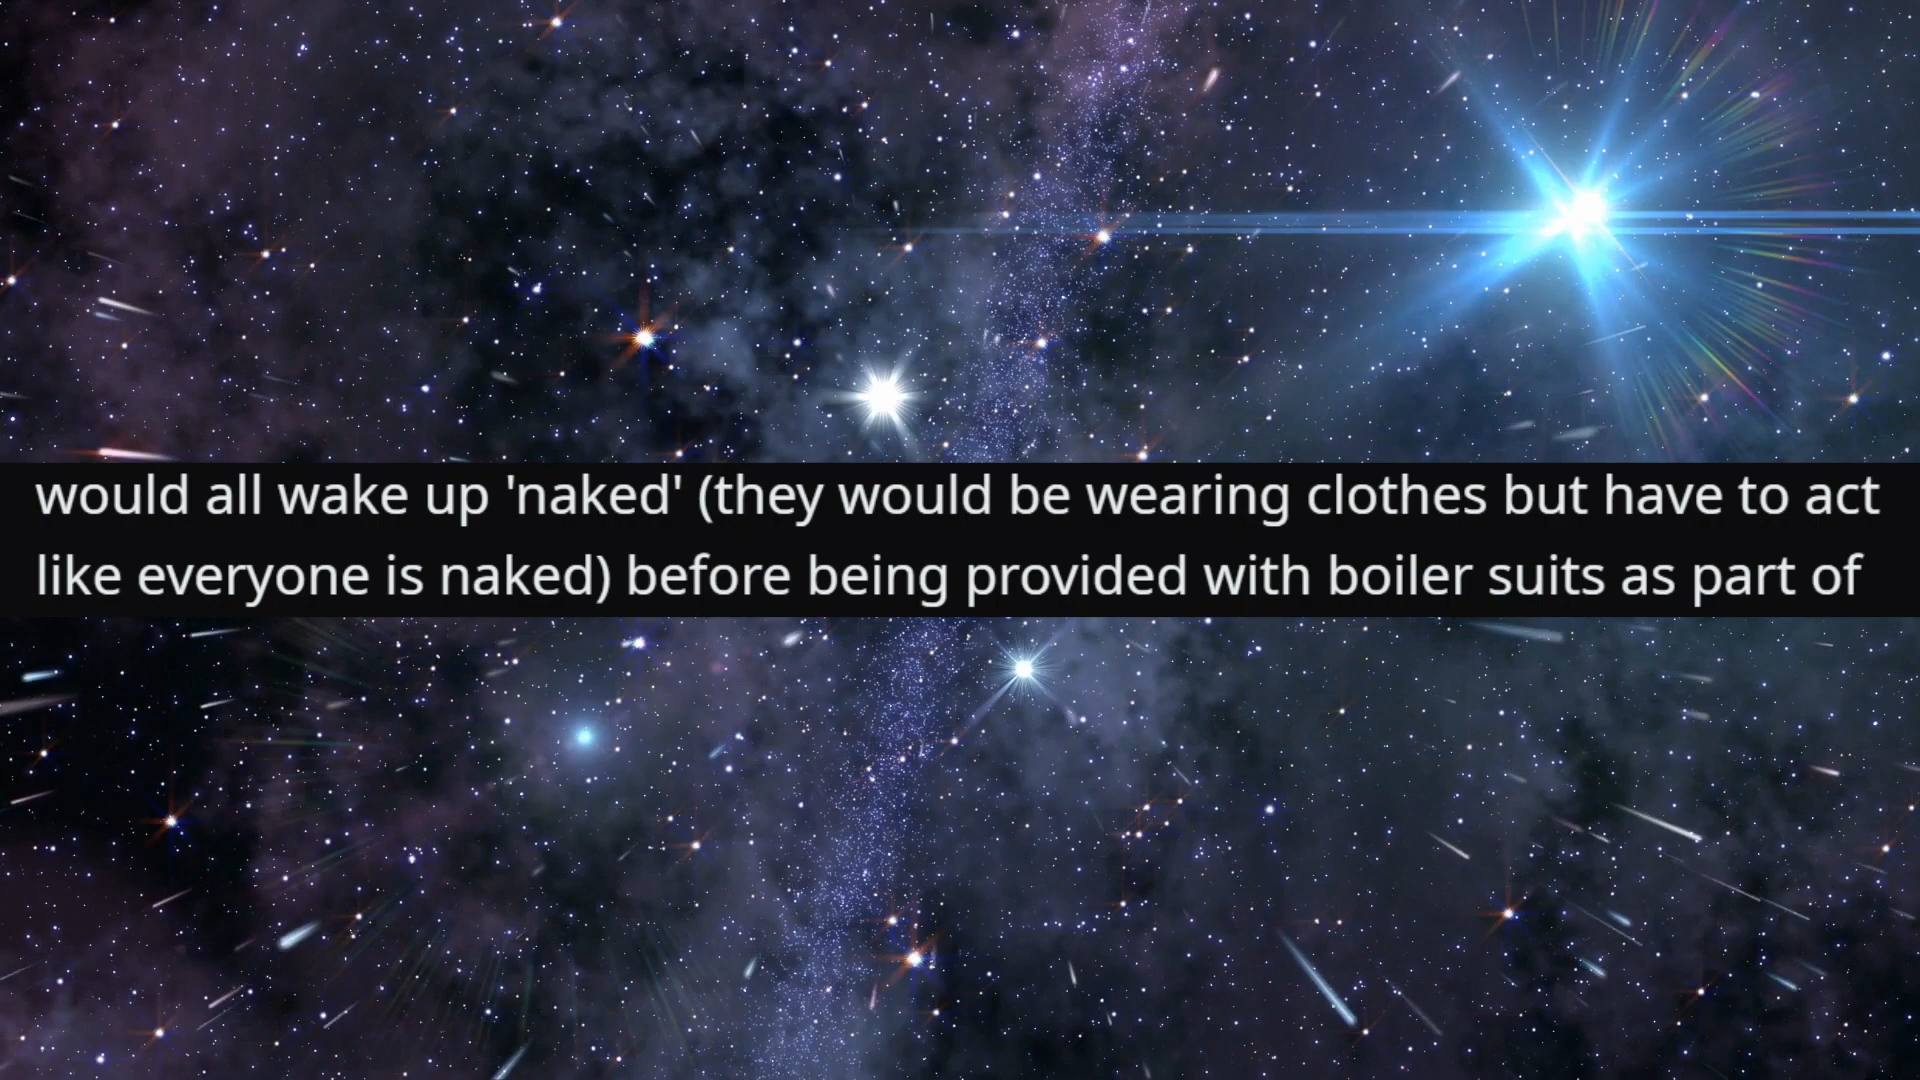 would all wake up 'naked' (they would be wearing clothes but have to act
like everyone is naked) before being provided with boiler suits as part of